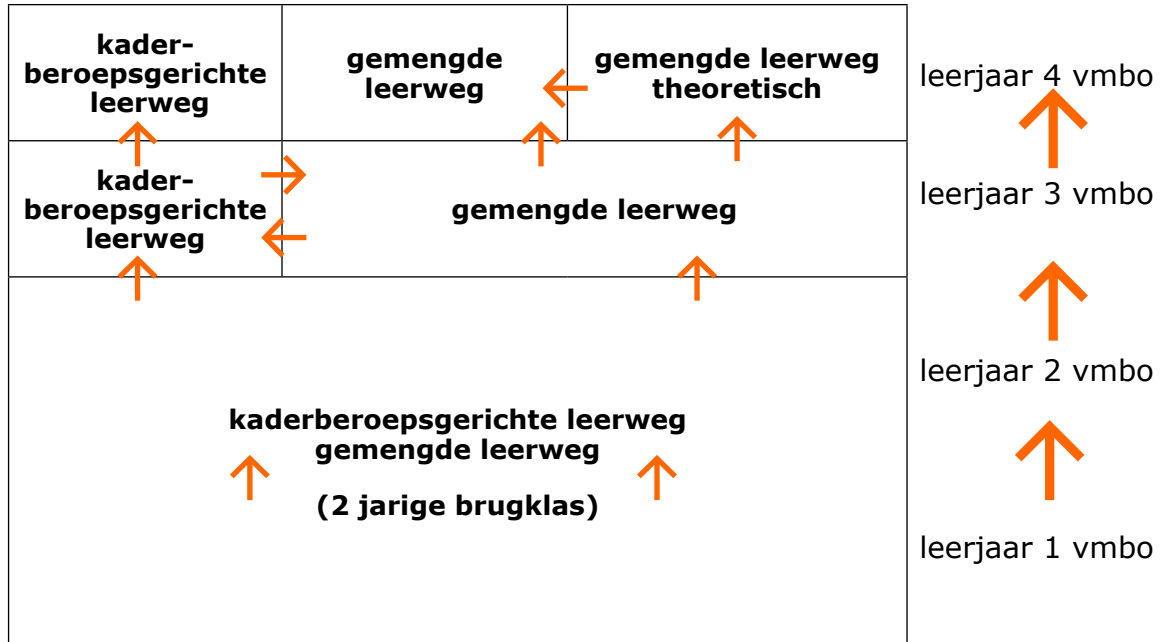 kader-
beroepsgerichte
leerweg
gemengde
leerweg
gemengde leerweg
theoretisch
leerjaar 4 vmbo
kader-
beroepsgerichte
leerweg
gemengde leerweg
leerjaar 3 vmbo
leerjaar 2 vmbo
kaderberoepsgerichte leerweg
gemengde leerweg
(2 jarige brugklas)
leerjaar 1 vmbo